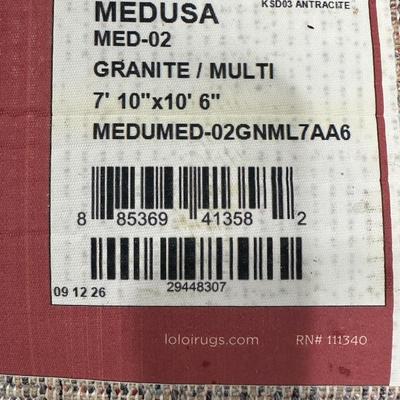 KSD03 ANTRACITE
MEDUSA
MED-02
GRANITE / MULTI
7' 10"x10' 6"
MEDUMED-02GNML7AA6
8 85369 41358 2
29448307
09 12 26
loloirugs.com RN# 111340